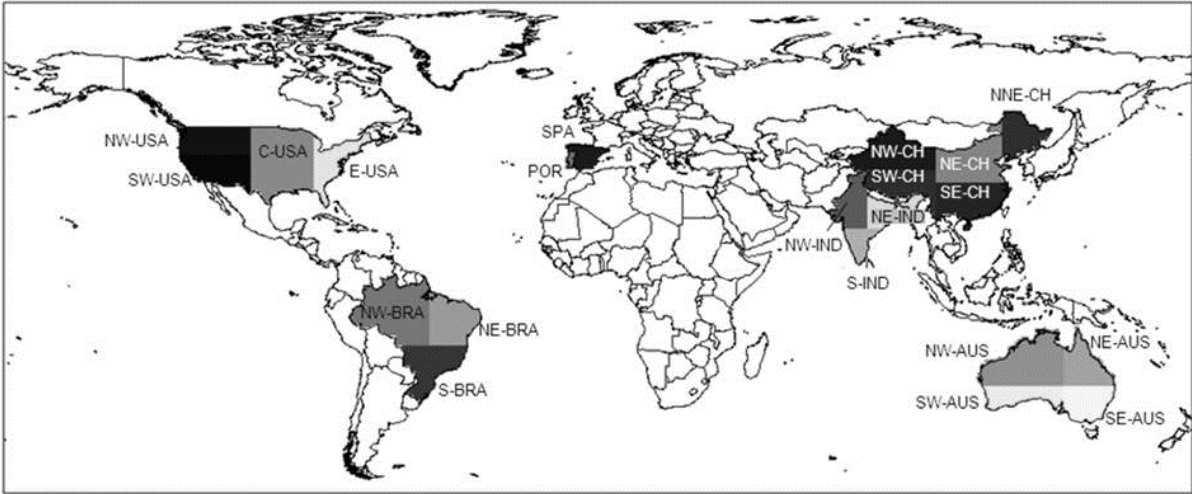 NNE-CH
NW-USA
C-USA
SPA
NW-CH
NE-CH
SW-USA
E-USA
POR
SW-CH
SE-CH
NE-IND
NW-IND
S-IND
NW-BRA
NE-BRA
NE-AUS
NW-AUS
S-BRA
SW-AUS
SE-AUS